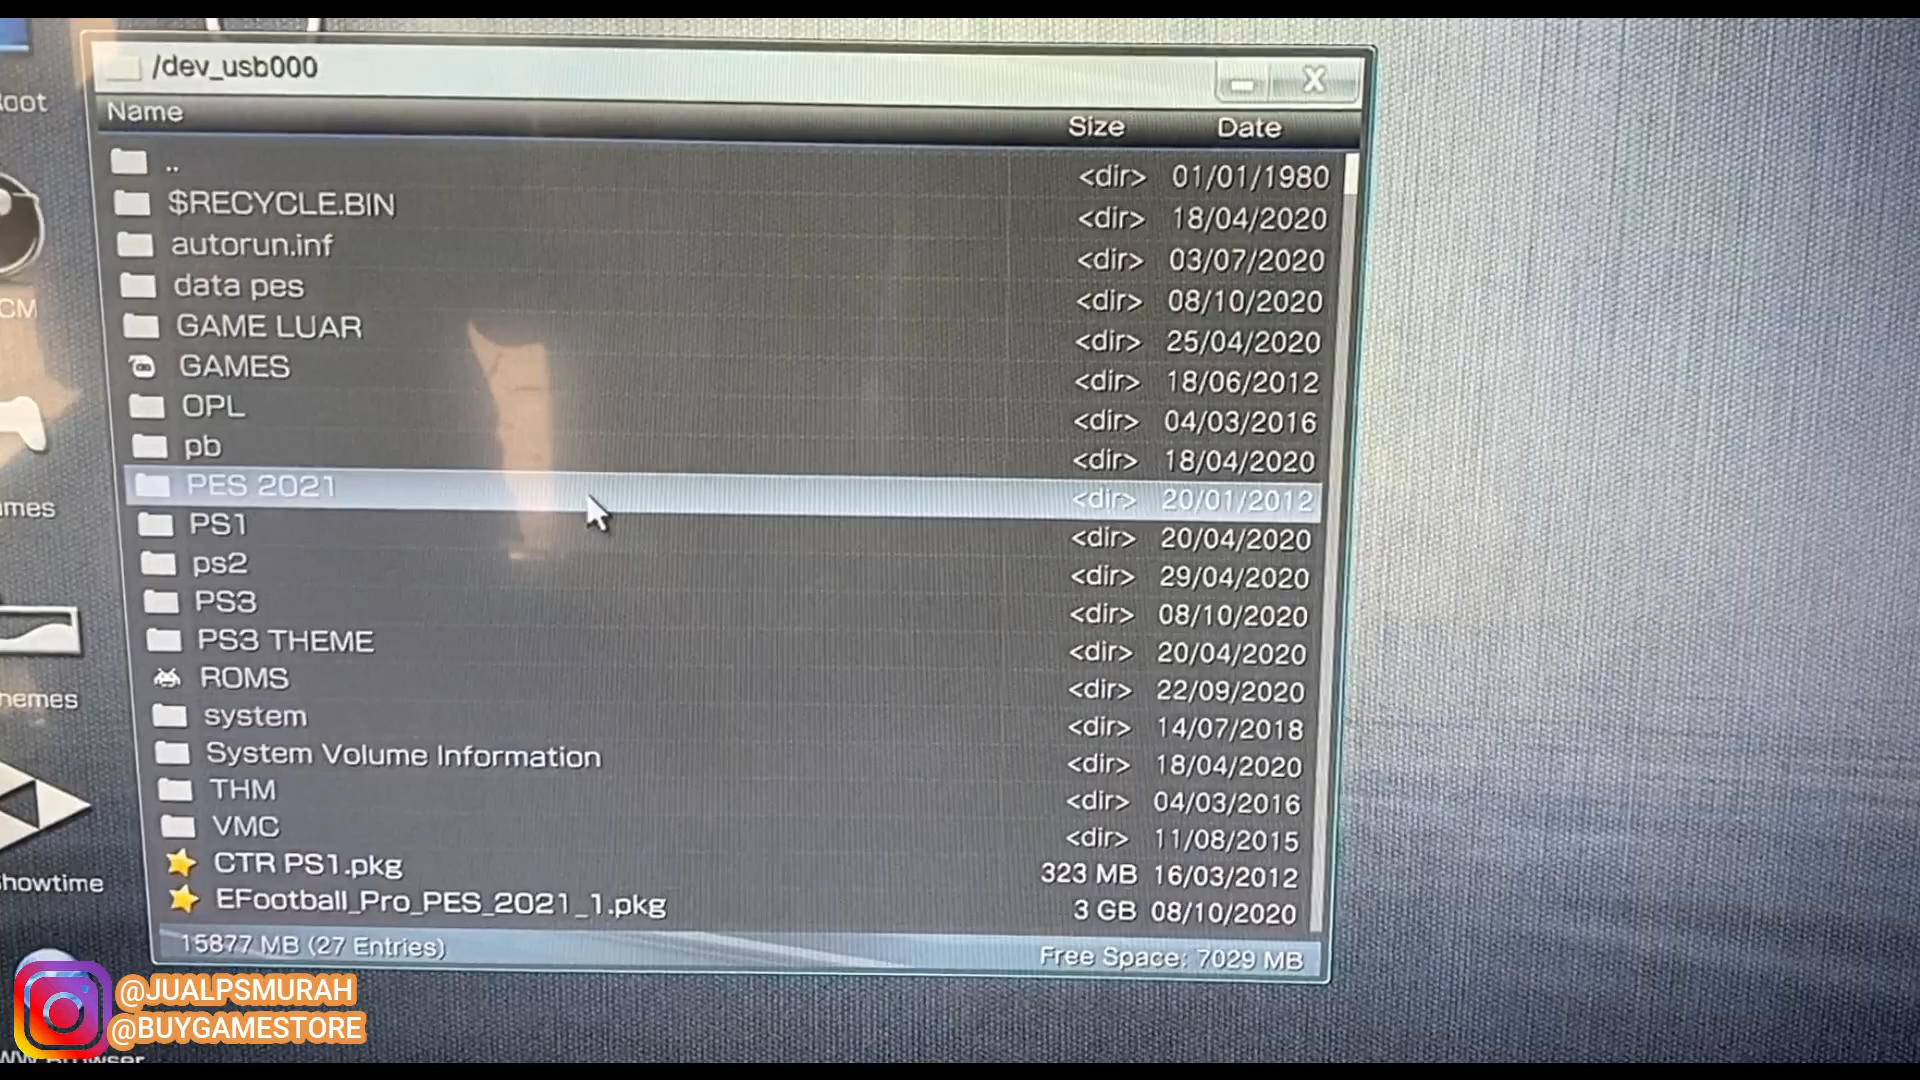 /dev_usb000
X
Name Size Date
.. <dir> 01/01/1980
$RECYCLE.BIN <dir> 18/04/2020
autorun.inf <dir> 03/07/2020
data pes <dir> 08/10/2020
GAME LUAR <dir> 25/04/2020
GAMES <dir> 18/06/2012
OPL <dir> 04/03/2016
pb <dir> 18/04/2020
PES 2021 <dir> 20/01/2012
PS1 <dir> 20/04/2020
ps2 <dir> 29/04/2020
PS3 <dir> 08/10/2020
PS3 THEME <dir> 20/04/2020
ROMS <dir> 22/09/2020
system <dir> 14/07/2018
System Volume Information <dir> 18/04/2020
THM <dir> 04/03/2016
VMC <dir> 11/08/2015
CTR PS1.pkg 323 MB 16/03/2012
EFootball_Pro_PES_2021_1.pkg 3 GB 08/10/2020
15877 MB (27 Entries) Free Space: 7029 MB
@JUALPSMURAH
@BUYGAMESTORE